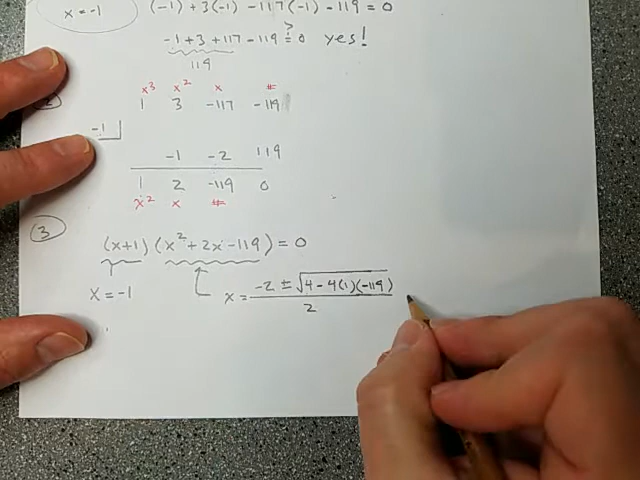 x = -1
(-1) + 3(-1) - 117(-1) - 119 = 0
-1 + 3 + 117 - 119 ≟ 0 yes!
119
x³ x² x #
1 3 -117 -119
-1
-1 -2 119
1 2 -119 0
x² x #
3
(x+1) (x² + 2x - 119) = 0
x = -1 x = (-2 ± √(4 - 4(1)(-119))) / 2